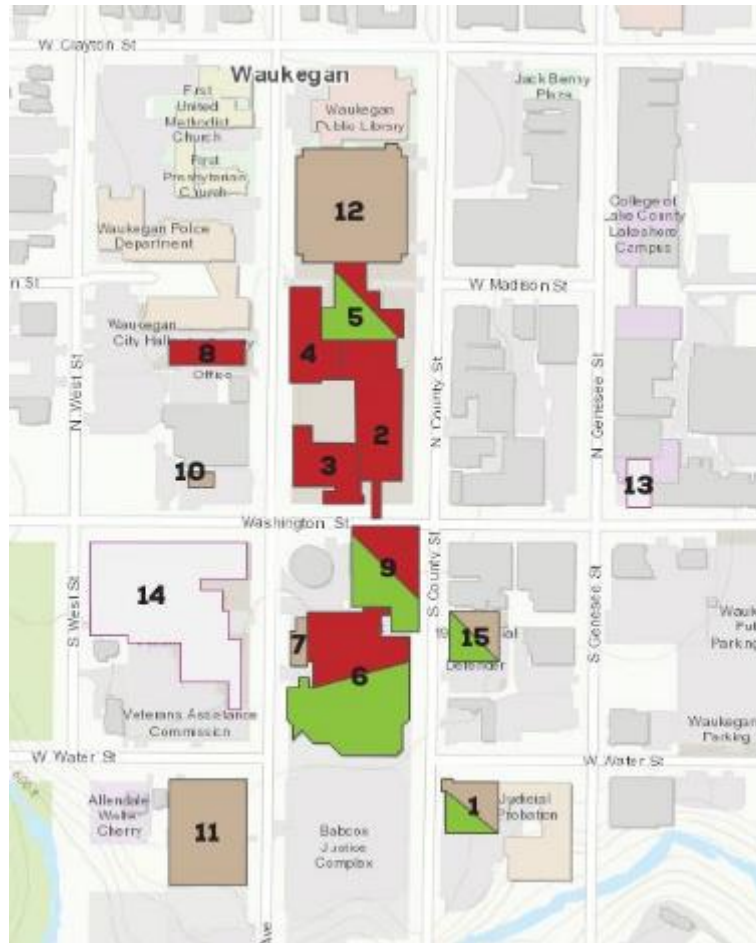 W. Clayton St
Waukegan
First
United
Methodist
Church
Waukegan
Public Library
Jack Benny
Plaza
First
Presbyterian
Church
12
College of
Lake County
Lakeshore
Campus
Waukegan Police
Department
n St
W. Madison St
5
Waukegan
City Hall
8
Office
4
N. West St
N. County St
N. Genesee St
2
3
10
13
Washington St
9
S. West St
S. County St
S. Genesee St
14
15
Defender
7
6
Veterans Assistance
Commission
Parking
Waukegan
Parking
W. Water St
W. Water St
600 ft
Allendale
Cherry
11
1
Judicial
Probation
Babcox
Justice
Complex
Ave